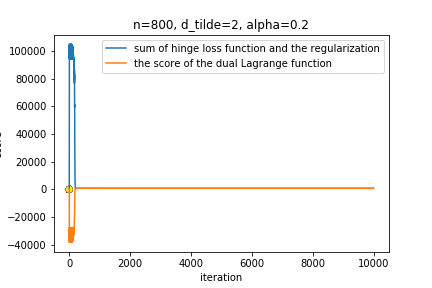 n=800, d_tilde=2, alpha=0.2
sum of hinge loss function and the regularization
the score of the dual Lagrange function
100000
80000
60000
40000
20000
0
−20000
−40000
0 2000 4000 6000 8000 10000
iteration